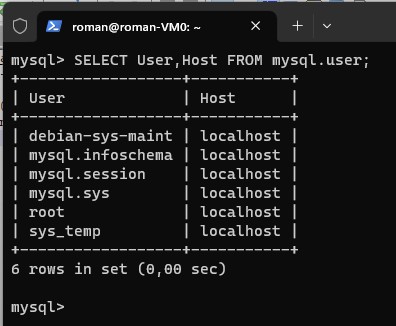 roman@roman-VM0: ~
mysql> SELECT User,Host FROM mysql.user;
+------------------+-----------+
| User             | Host      |
+------------------+-----------+
| debian-sys-maint | localhost |
| mysql.infoschema | localhost |
| mysql.session    | localhost |
| mysql.sys        | localhost |
| root             | localhost |
| sys_temp         | localhost |
+------------------+-----------+
6 rows in set (0,00 sec)
mysql>